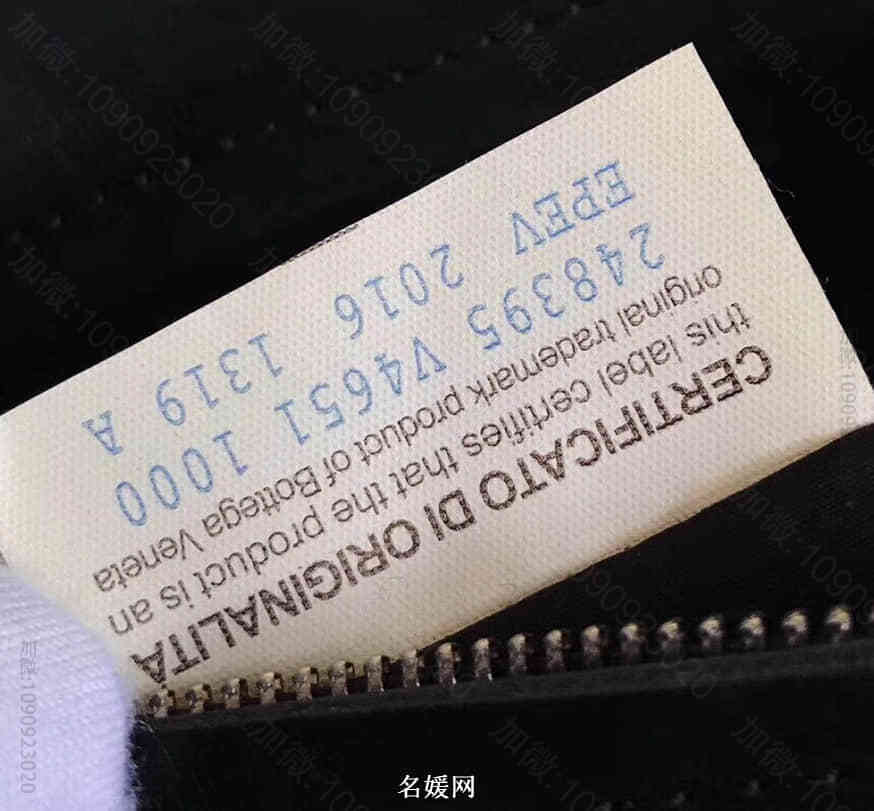 CERTIFICATO DI ORIGINALITA
this label certifies that the product is an
original trademark product of Bottega Veneta
248395 V4651 1000
EPEV 2016 1319 A
加微:1090923020
名媛网